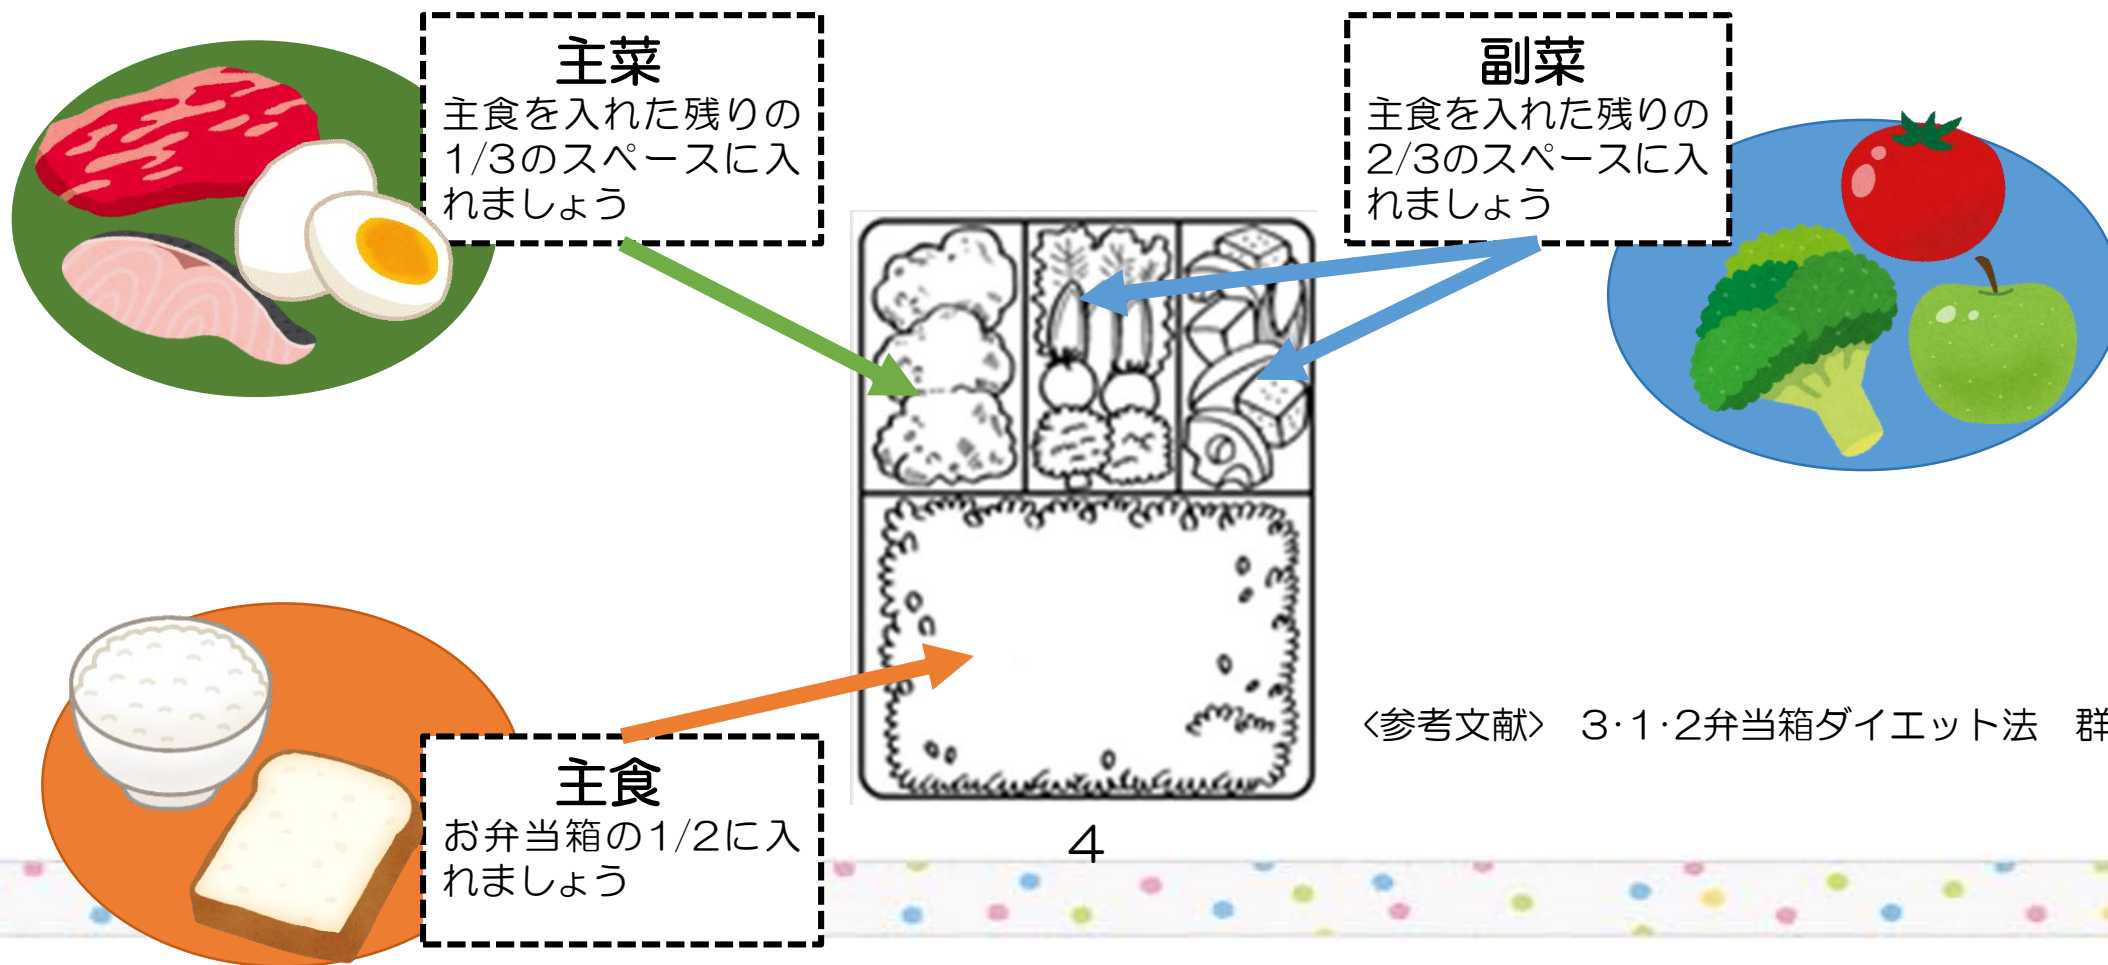 主菜
主食を入れた残りの
1/3のスペースに入
れましょう
副菜
主食を入れた残りの
2/3のスペースに入
れましょう
主食
お弁当箱の1/2に入
れましょう
<参考文献>　3・1・2弁当箱ダイエット法　群
4